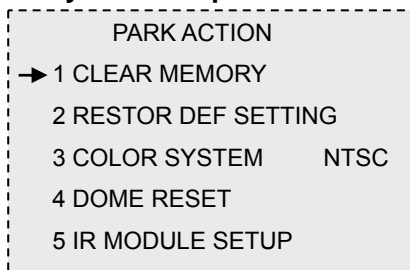 PARK ACTION
1 CLEAR MEMORY
2 RESTOR DEF SETTING
3 COLOR SYSTEM NTSC
4 DOME RESET
5 IR MODULE SETUP